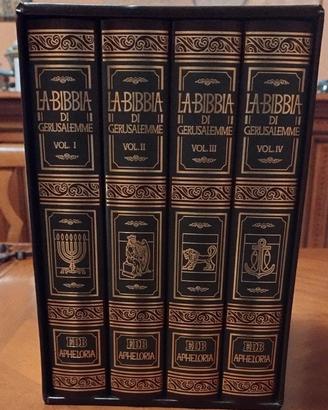 LA·BIBBIA
DI
GERUSALEMME
VOL. I
EDB
APHELORIA
LA·BIBBIA
DI
GERUSALEMME
VOL. II
EDB
APHELORIA
LA·BIBBIA
DI
GERUSALEMME
VOL. III
EDB
APHELORIA
LA·BIBBIA
DI
GERUSALEMME
VOL. IV
EDB
APHELORIA